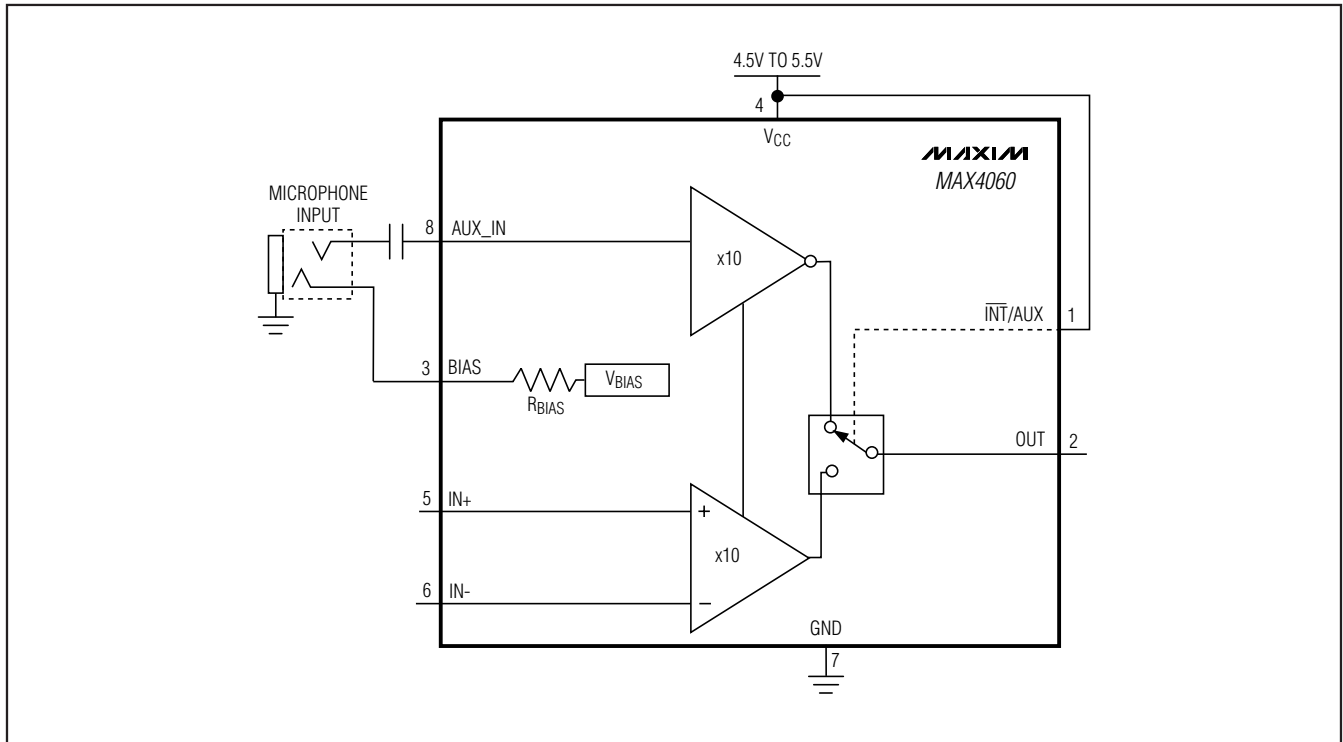 4.5V TO 5.5V
4
VCC
MAXIM
MAX4060
MICROPHONE
INPUT
8
AUX_IN
x10
INT/AUX
1
3
BIAS
VBIAS
RBIAS
OUT
2
5
IN+
+
x10
6
IN-
−
GND
7